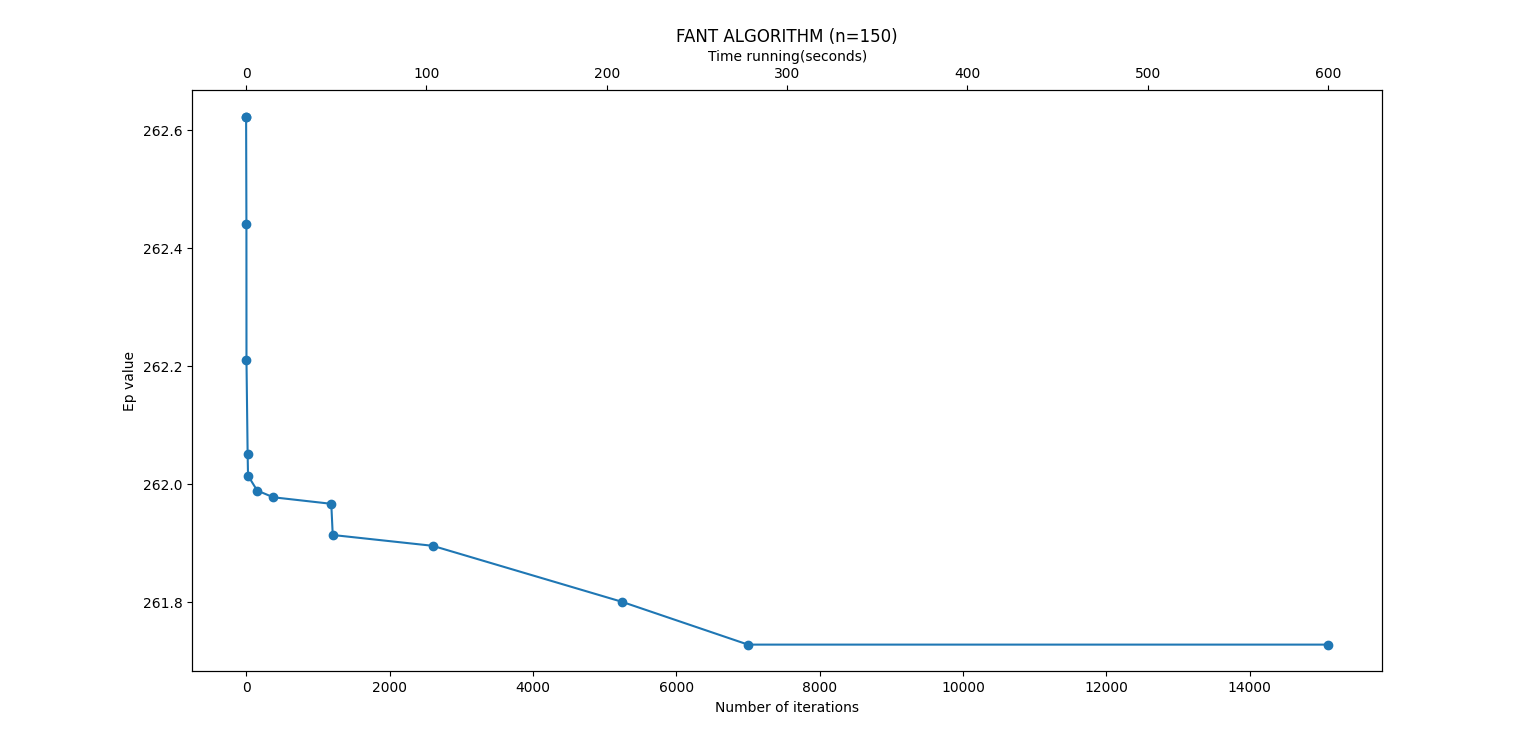 FANT ALGORITHM (n=150)
Time running(seconds)
0 100 200 300 400 500 600
262.6
262.4
262.2
262.0
261.8
Ep value
0 2000 4000 6000 8000 10000 12000 14000
Number of iterations